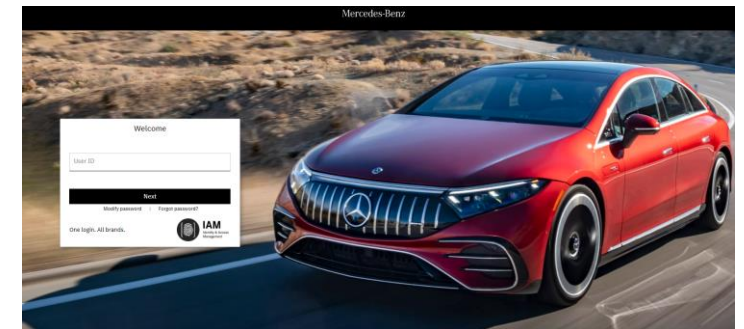 Mercedes-Benz
Welcome
User ID
Next
Modify password | Forgot password?
One login. All brands.
IAM
Identity & Access
Management